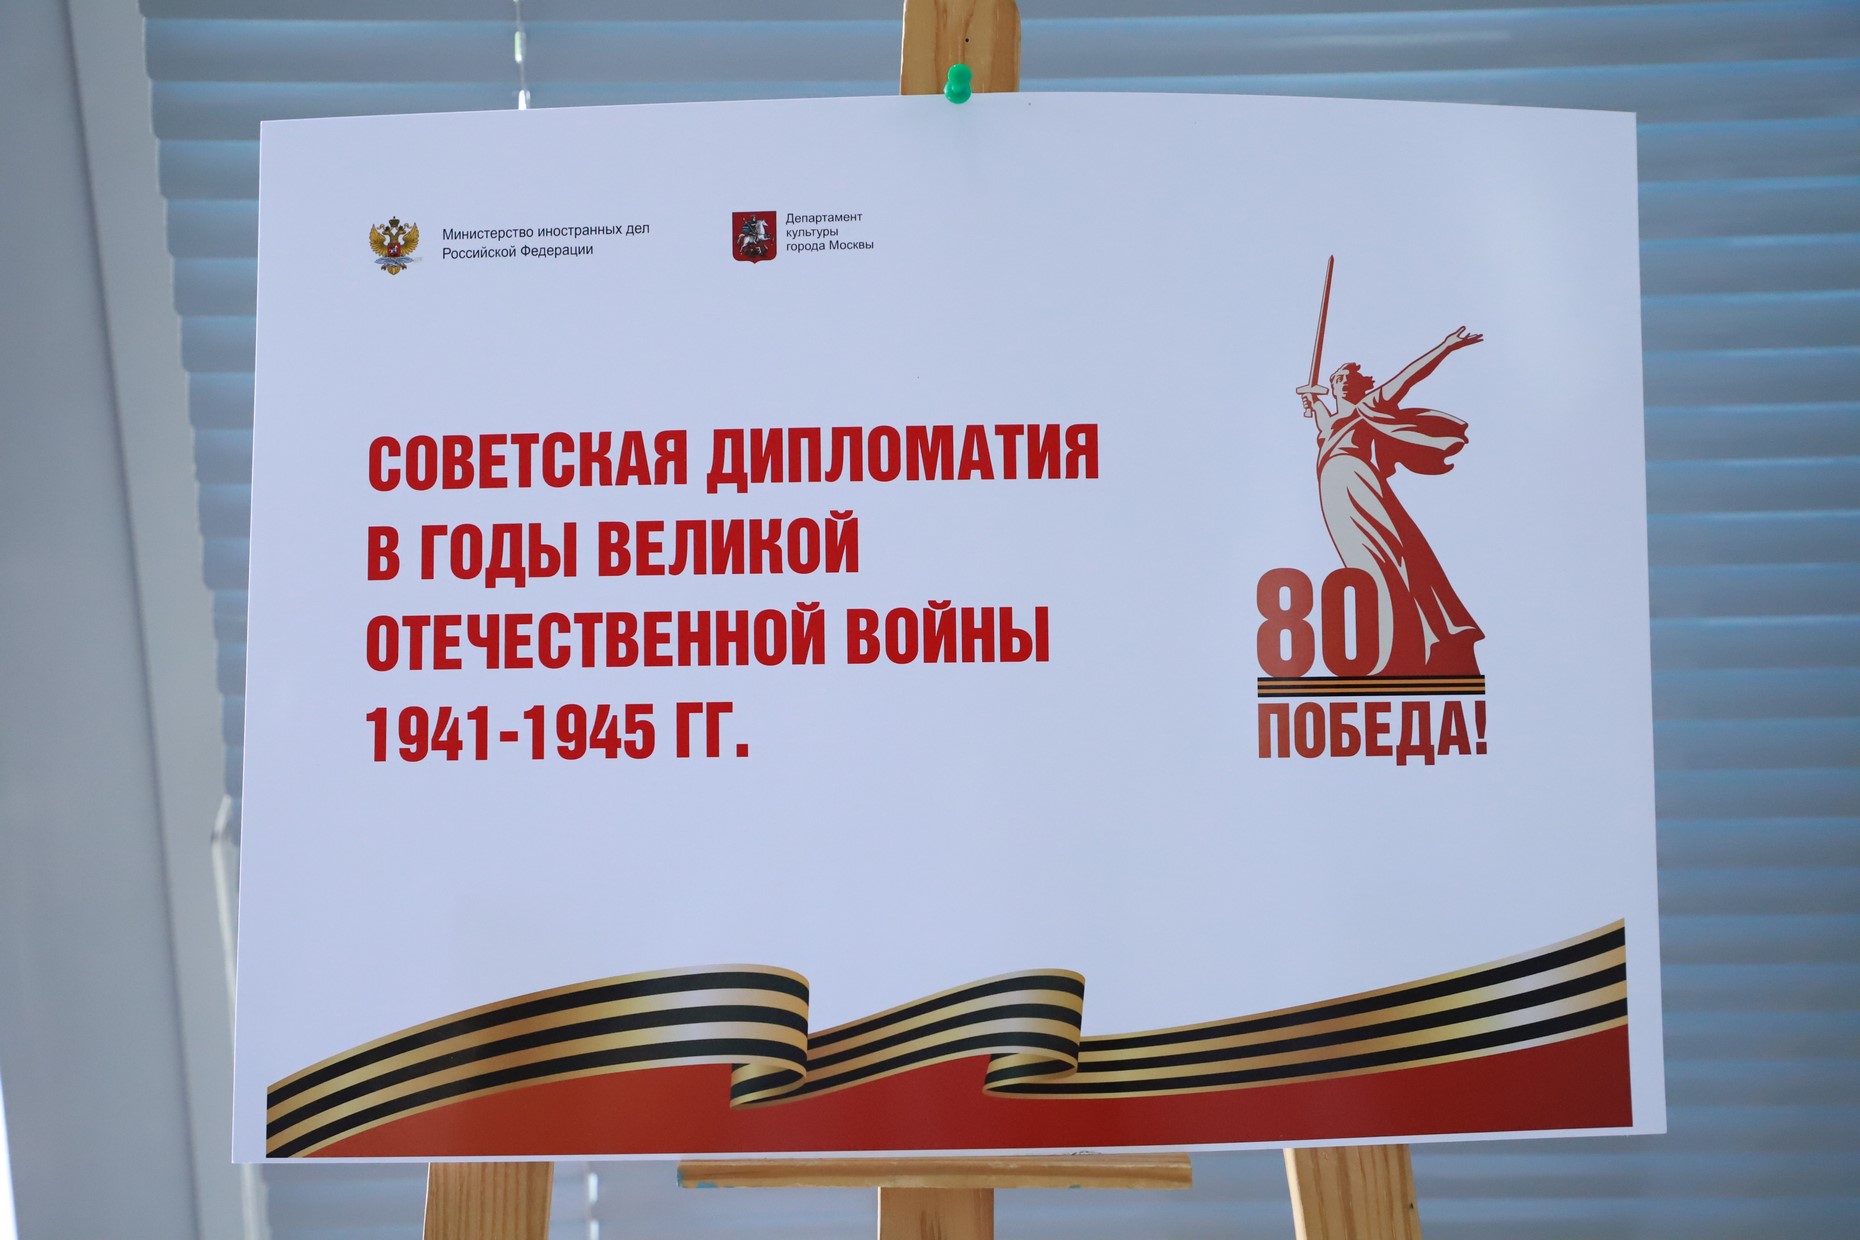 Министерство иностранных дел
Российской Федерации
Департамент
культуры
города Москвы
СОВЕТСКАЯ ДИПЛОМАТИЯ
В ГОДЫ ВЕЛИКОЙ
ОТЕЧЕСТВЕННОЙ ВОЙНЫ
1941-1945 ГГ.
80
ПОБЕДА!